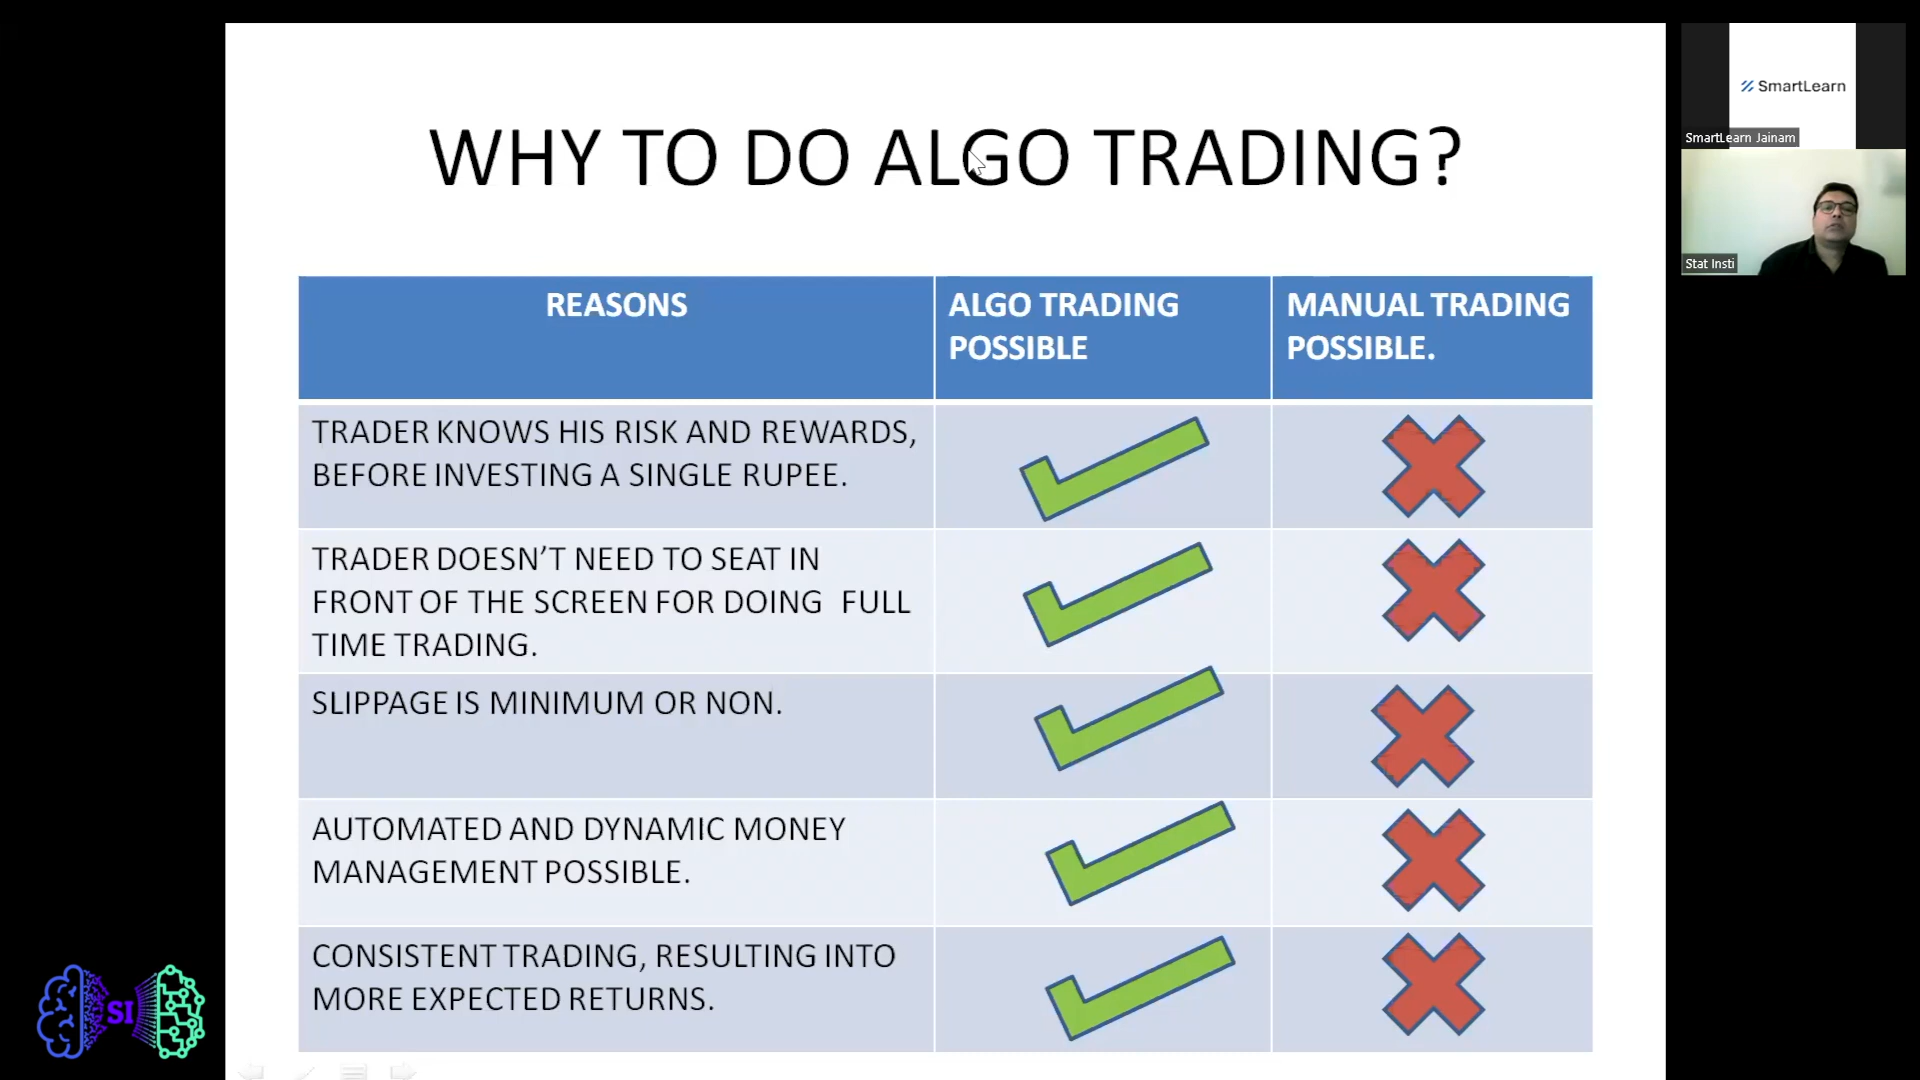 WHY TO DO ALGO TRADING?
REASONS
ALGO TRADING
POSSIBLE
MANUAL TRADING
POSSIBLE.
TRADER KNOWS HIS RISK AND REWARDS,
BEFORE INVESTING A SINGLE RUPEE.
TRADER DOESN’T NEED TO SEAT IN
FRONT OF THE SCREEN FOR DOING FULL
TIME TRADING.
SLIPPAGE IS MINIMUM OR NON.
AUTOMATED AND DYNAMIC MONEY
MANAGEMENT POSSIBLE.
CONSISTENT TRADING, RESULTING INTO
MORE EXPECTED RETURNS.
SmartLearn
SmartLearn Jainam
Stat Insti
SI